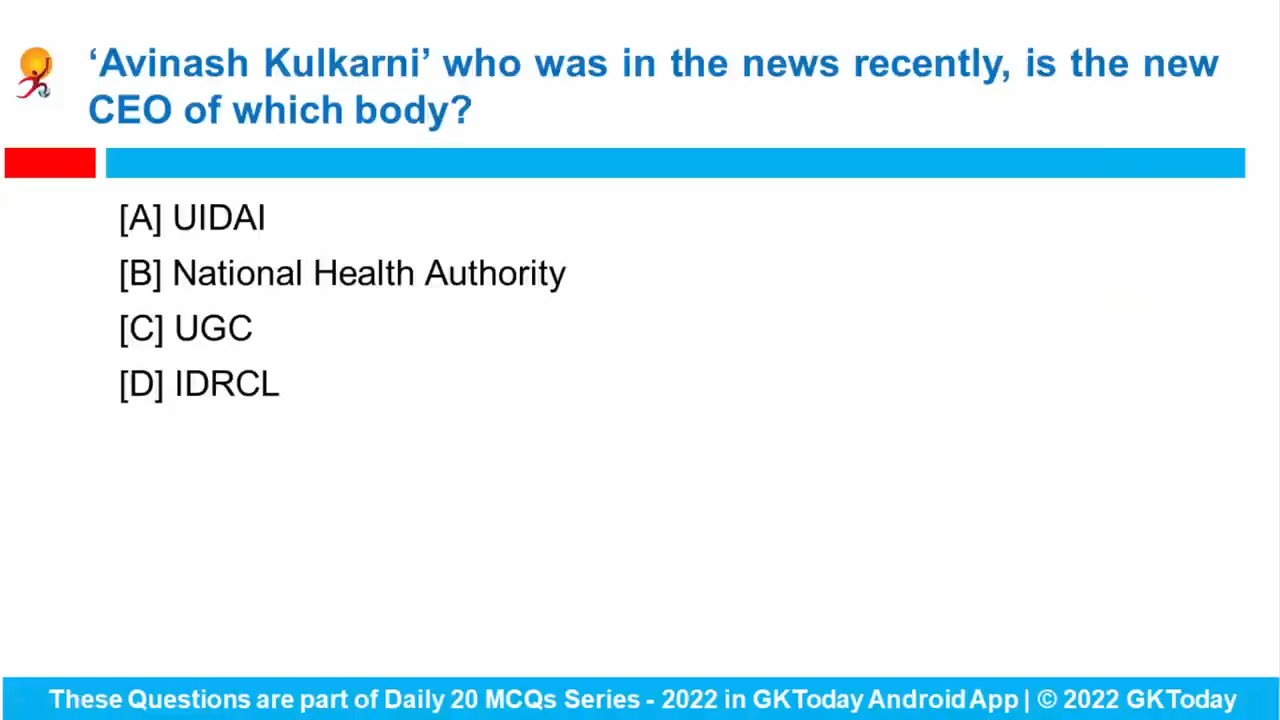 ‘Avinash Kulkarni’ who was in the news recently, is the new
CEO of which body?
[A] UIDAI
[B] National Health Authority
[C] UGC
[D] IDRCL
These Questions are part of Daily 20 MCQs Series - 2022 in GKToday Android App | © 2022 GKToday